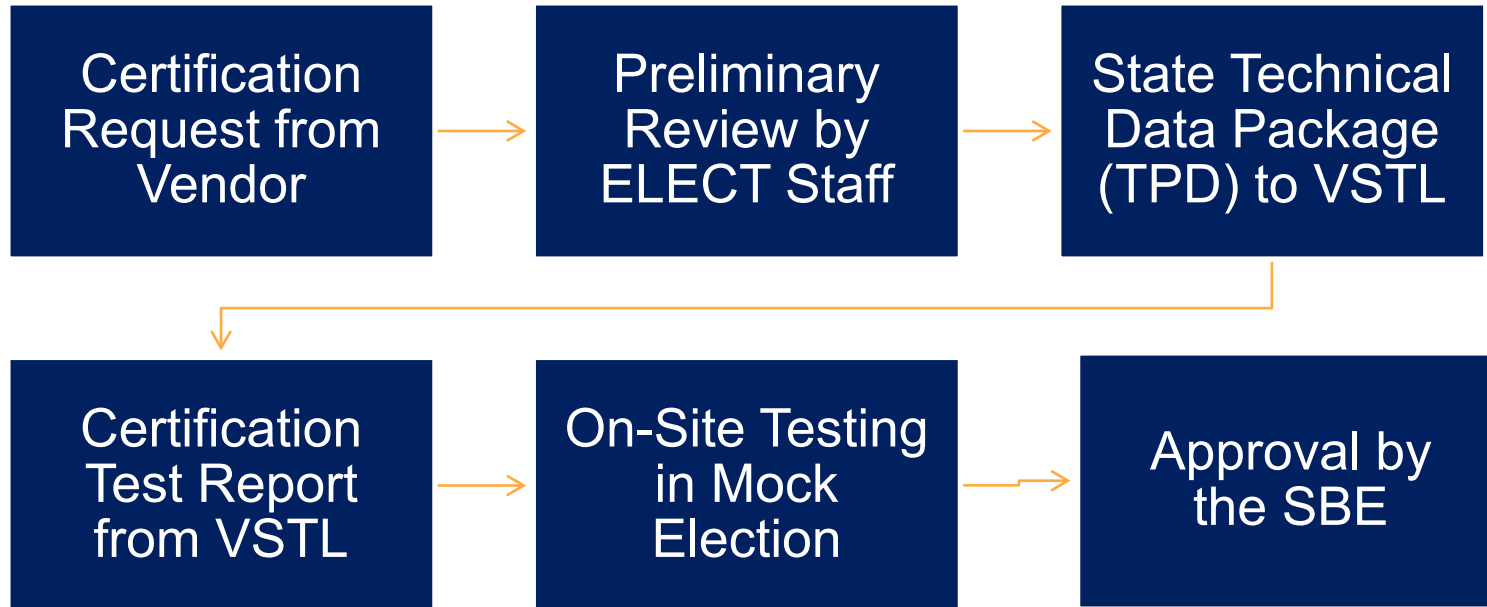 Certification
Request from
Vendor
Preliminary
Review by
ELECT Staff
State Technical
Data Package
(TPD) to VSTL
Certification
Test Report
from VSTL
On-Site Testing
in Mock
Election
Approval by
the SBE